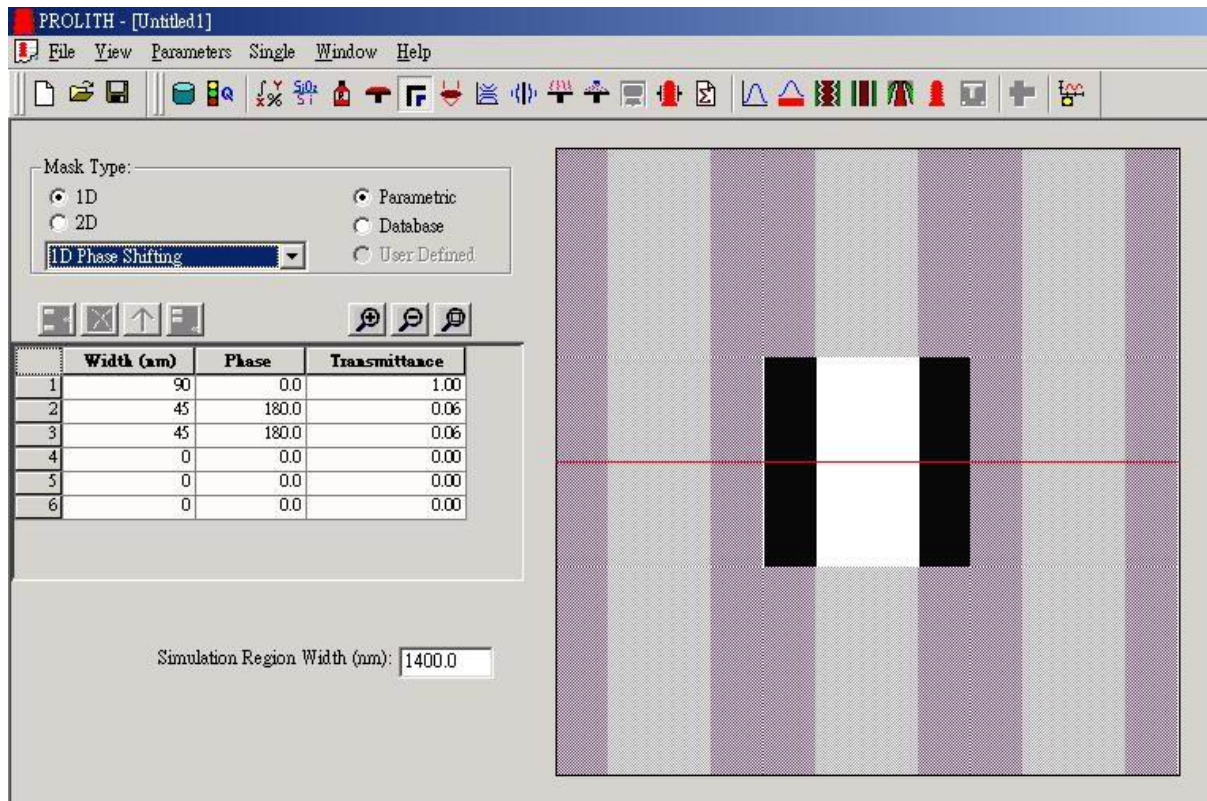 PROLITH - [Untitled1]
File View Parameters Single Window Help
Mask Type:
1D
Parametric
2D
Database
1D Phase Shifting
User Defined
Width (nm) Phase Transmittance
1 90 0.0 1.00
2 45 180.0 0.06
3 45 180.0 0.06
4 0 0.0 0.00
5 0 0.0 0.00
6 0 0.0 0.00
Simulation Region Width (nm): 1400.0